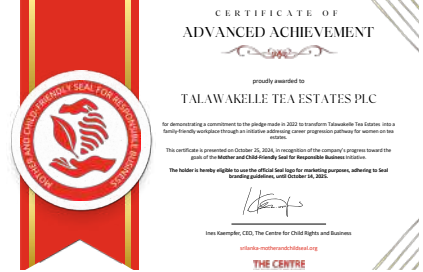 CERTIFICATE OF
ADVANCED ACHIEVEMENT
proudly awarded to
TALAWAKELLE TEA ESTATES PLC
for demonstrating a commitment to the pledge made in 2022 to transform Talawakelle Tea Estates into a
family-friendly workplace through an initiative addressing career progression pathway for women on tea
estates.
This certificate is presented on October 25, 2024, in recognition of the company's progress toward the
goals of the Mother and Child-Friendly Seal for Responsible Business Initiative.
The holder is hereby eligible to use the official Seal logo for marketing purposes, adhering to Seal
branding guidelines, until October 14, 2025.
Ines Kaempfer, CEO, The Centre for Child Rights and Business
srilanka-motherandchildseal.org
THE CENTRE
MOTHER AND CHILD-FRIENDLY SEAL FOR RESPONSIBLE BUSINESS